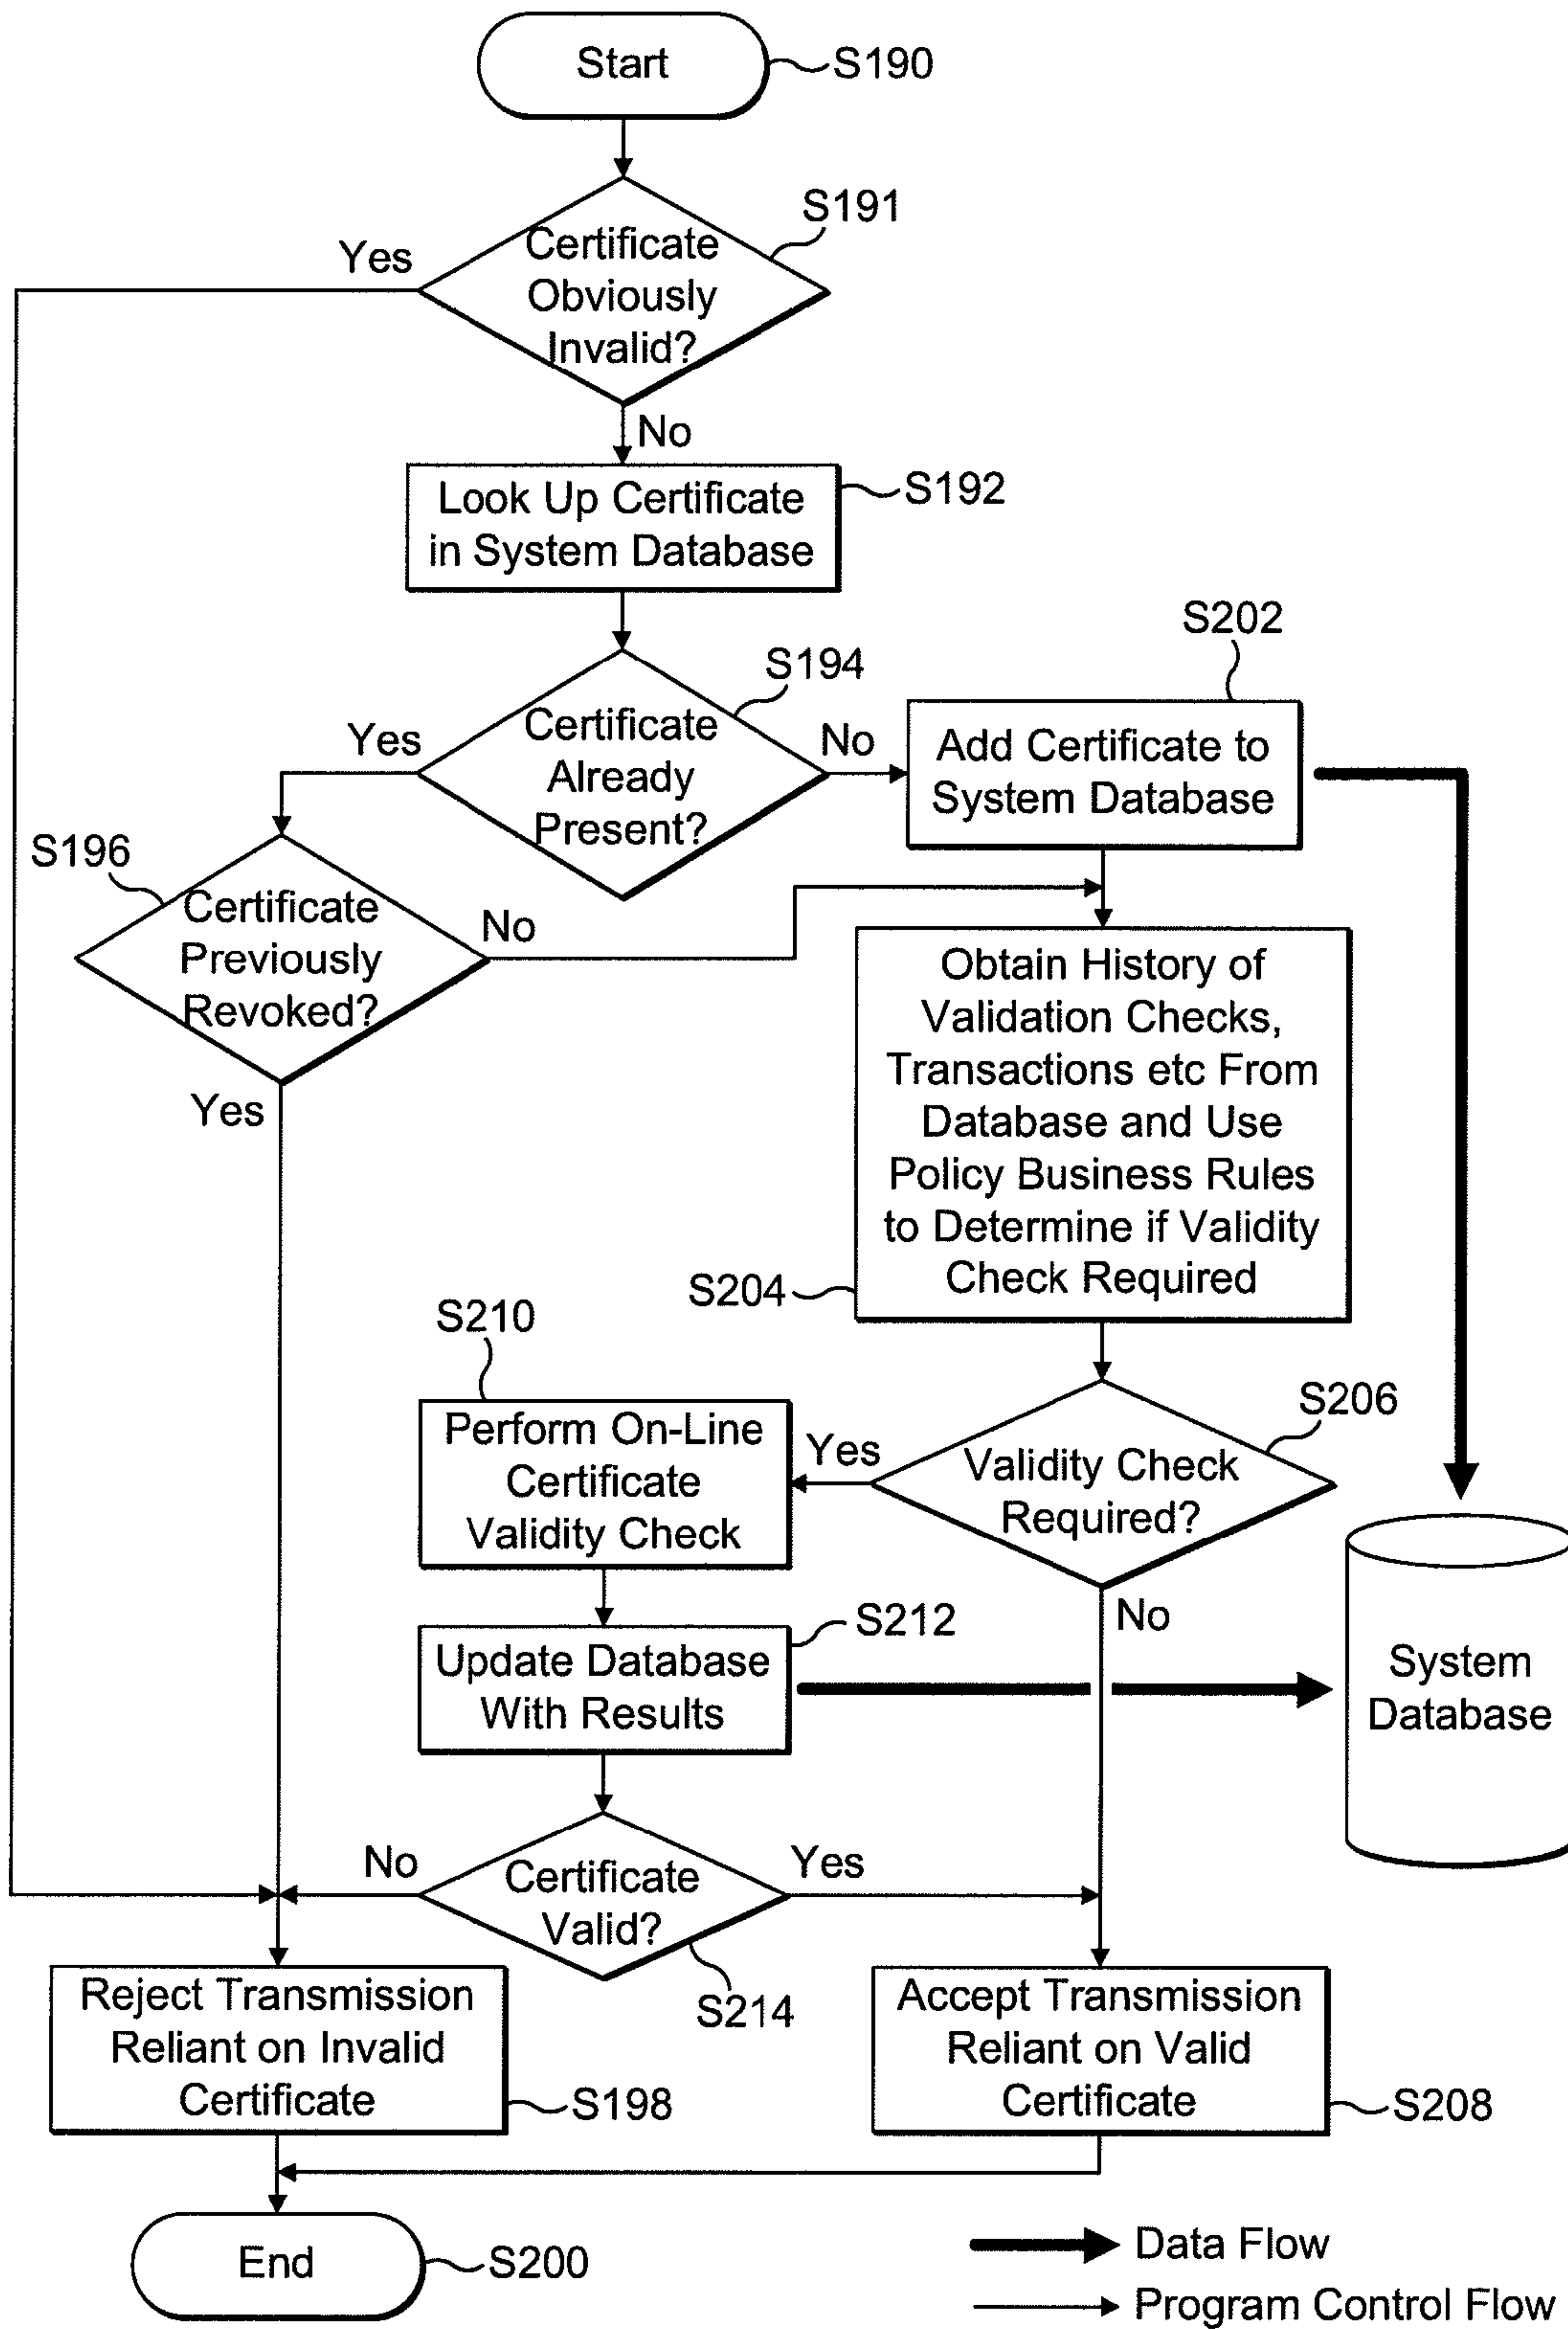 Start
S190
S191
Yes
Certificate
Obviously
Invalid?
No
Look Up Certificate
in System Database
S192
S202
S194
Yes
Certificate
Already
Present?
No
Add Certificate to
System Database
S196
Certificate
Previously
Revoked?
No
Yes
Obtain History of
Validation Checks,
Transactions etc From
Database and Use
Policy Business Rules
to Determine if Validity
Check Required
S204
S210
S206
Perform On-Line
Certificate
Validity Check
Yes
Validity Check
Required?
No
S212
Update Database
With Results
System
Database
No
Certificate
Valid?
Yes
S214
Reject Transmission
Reliant on Invalid
Certificate
S198
Accept Transmission
Reliant on Valid
Certificate
S208
End
S200
Data Flow
Program Control Flow